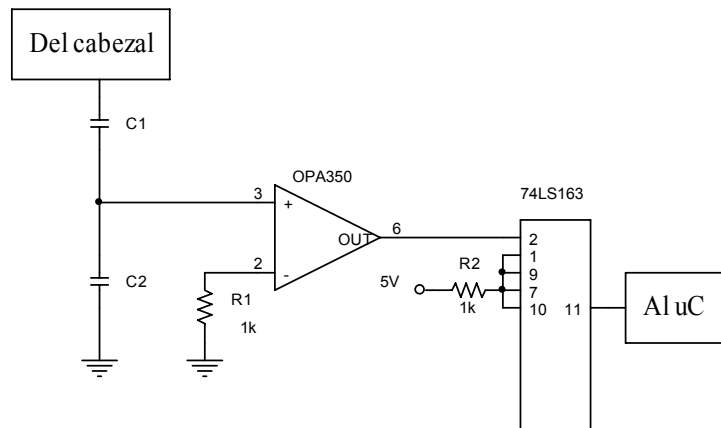 Del cabezal
C1
OPA350
74LS163
3
+
OUT
6
2
1
9
7
10
11
2
-
C2
R1
1k
5V
R2
1k
Al uC